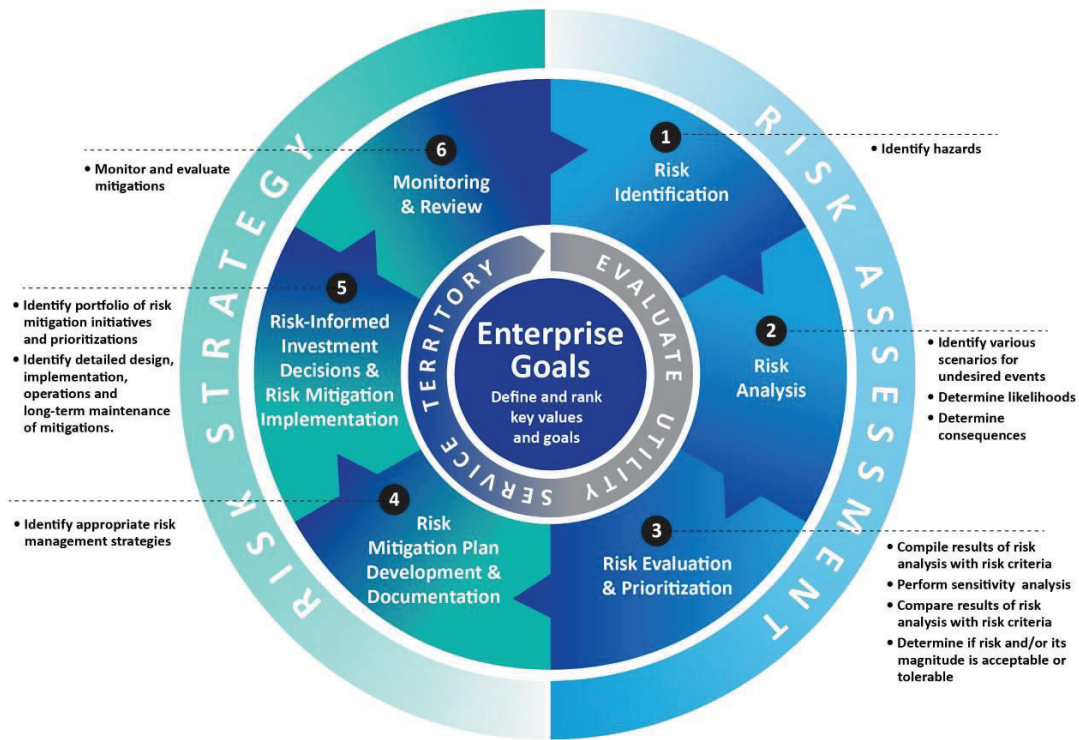 RISK ASSESSMENT
RISK STRATEGY
1
Risk
Identification
• Identify hazards
2
Risk
Analysis
• Identify various
scenarios for
undesired events
• Determine likelihoods
• Determine
consequences
3
Risk Evaluation
& Prioritization
• Compile results of risk
analysis with risk criteria
• Perform sensitivity analysis
• Compare results of risk
analysis with risk criteria
• Determine if risk and/or its
magnitude is acceptable or
tolerable
4
Risk
Mitigation Plan
Development &
Documentation
• Identify appropriate risk
management strategies
5
Risk-Informed
Investment
Decisions &
Risk Mitigation
Implementation
• Identify portfolio of risk
mitigation initiatives
and prioritizations
• Identify detailed design,
implementation,
operations and
long-term maintenance
of mitigations.
6
Monitoring
& Review
• Monitor and evaluate
mitigations
EVALUATE UTILITY SERVICE TERRITORY
Enterprise
Goals
Define and rank
key values
and goals